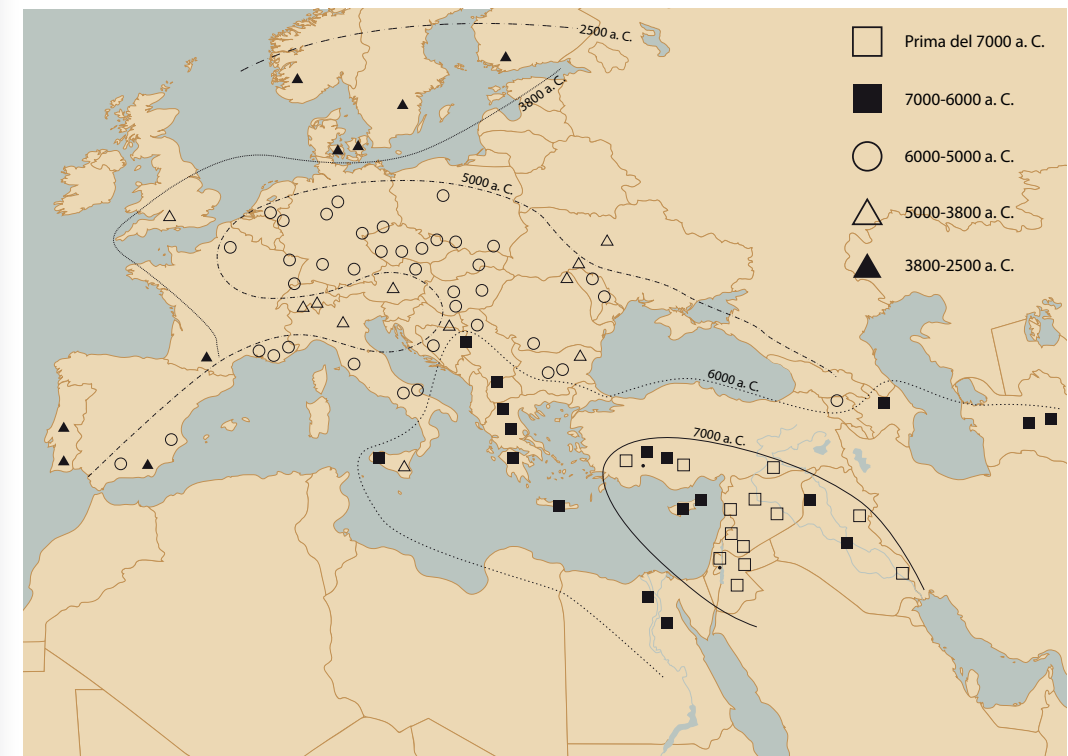 2500 a. C.
3800 a. C.
5000 a. C.
6000 a. C.
7000 a. C.
Prima del 7000 a. C.
7000-6000 a. C.
6000-5000 a. C.
5000-3800 a. C.
3800-2500 a. C.